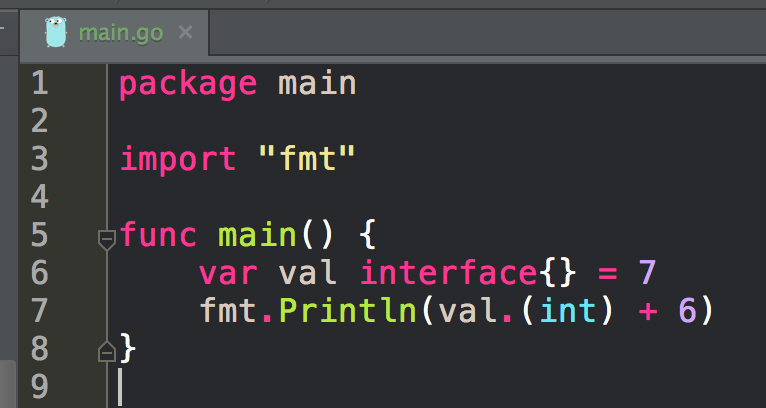 main.go ×
1 package main
2
3 import "fmt"
4
5 func main() {
6     var val interface{} = 7
7     fmt.Println(val.(int) + 6)
8 }
9